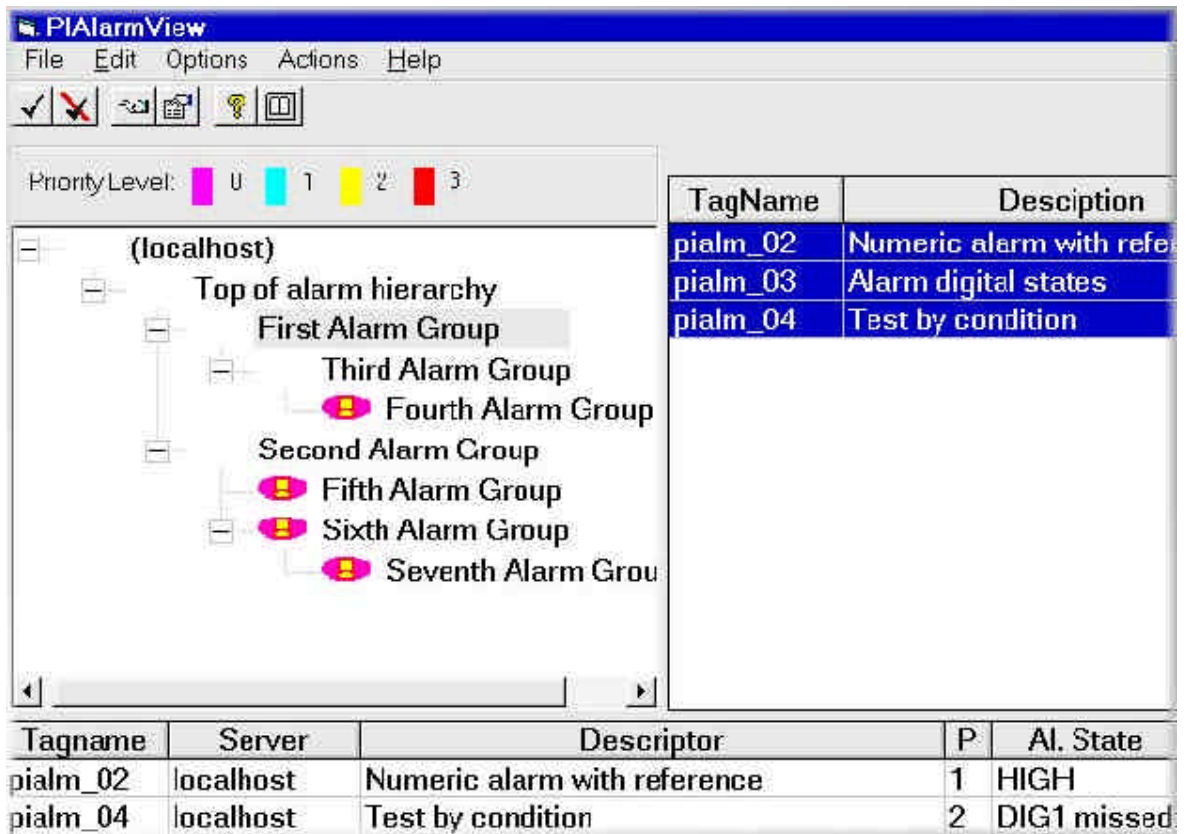 PIAlarmView
File Edit Options Actions Help
Priority Level: 0 1 2 3
(localhost)
Top of alarm hierarchy
First Alarm Group
Third Alarm Group
Fourth Alarm Group
Second Alarm Group
Fifth Alarm Group
Sixth Alarm Group
Seventh Alarm Grou
TagName Desciption
pialm_02 Numeric alarm with refe
pialm_03 Alarm digital states
pialm_04 Test by condition
Tagname Server Descriptor P Al. State
pialm_02 localhost Numeric alarm with reference 1 HIGH
pialm_04 localhost Test by condition 2 DIG1 missed